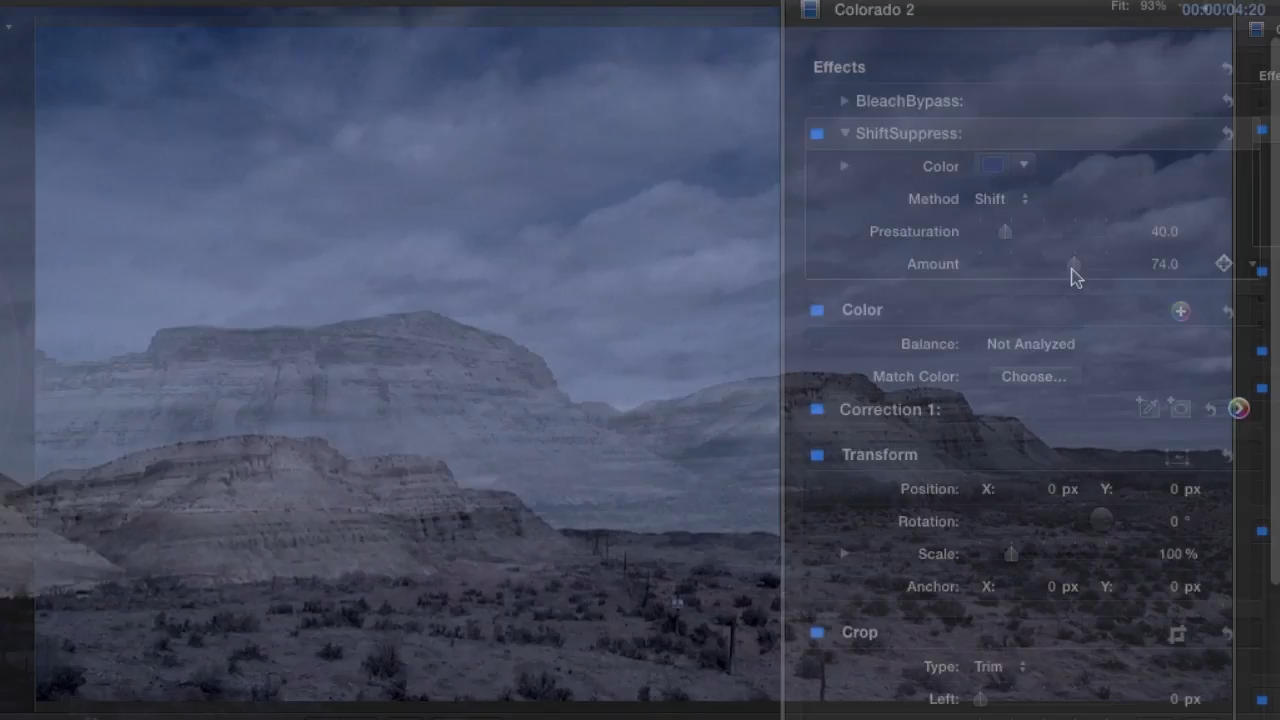 Colorado 2 Fit: 93% 00:00:04:20
Effects
Effe
BleachBypass:
ShiftSuppress:
Color
Method Shift
Presaturation 40.0
Amount 74.0
Color
Balance: Not Analyzed
Match Color: Choose...
Correction 1:
Transform
Position: X: 0 px Y: 0 px
Rotation: 0 °
Scale: 100 %
Anchor: X: 0 px Y: 0 px
Crop
Type: Trim
Left: 0 px